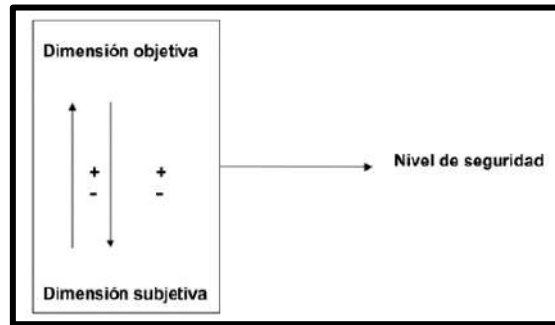 Dimensión objetiva
+ +
- -
Nivel de seguridad
Dimensión subjetiva